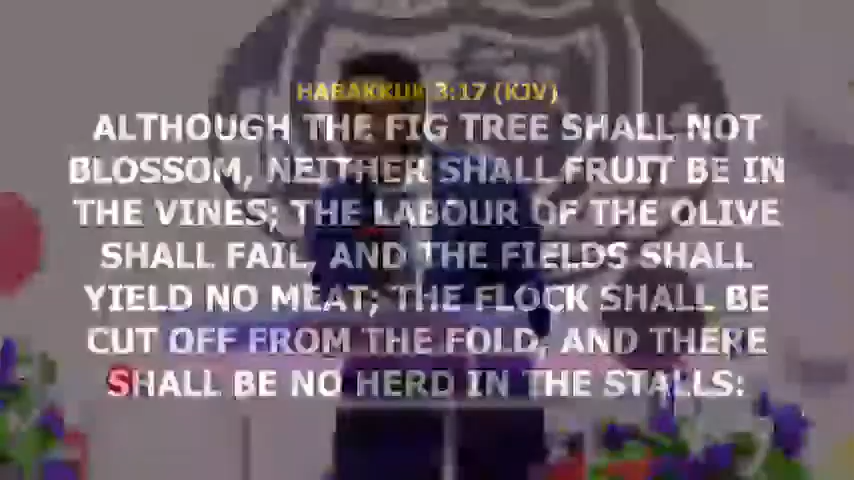 HABAKKUK 3:17 (KJV)
ALTHOUGH THE FIG TREE SHALL NOT
BLOSSOM, NEITHER SHALL FRUIT BE IN
THE VINES; THE LABOUR OF THE OLIVE
SHALL FAIL, AND THE FIELDS SHALL
YIELD NO MEAT; THE FLOCK SHALL BE
CUT OFF FROM THE FOLD, AND THERE
SHALL BE NO HERD IN THE STALLS: